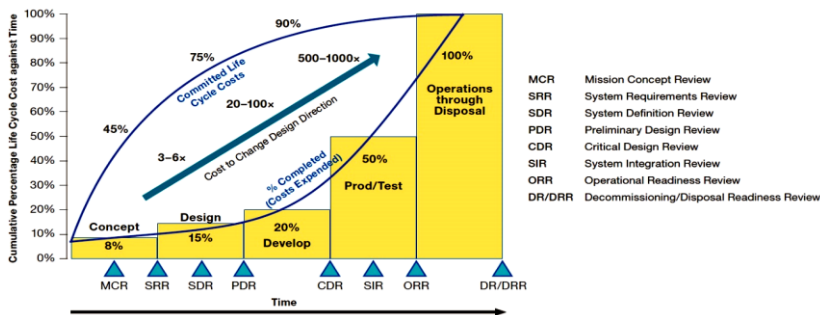 Cumulative Percentage Life Cycle Cost against Time
100%
90%
80%
70%
60%
50%
40%
30%
20%
10%
0%
45%
75%
90%
Committed Life
Cycle Costs
500–1000×
20–100×
3–6×
Cost to Change Design Direction
% Completed
(Costs Expended)
Concept
8%
Design
15%
20%
Develop
50%
Prod/Test
100%
Operations
through
Disposal
MCR
SRR
SDR
PDR
CDR
SIR
ORR
DR/DRR
Time
MCR Mission Concept Review
SRR System Requirements Review
SDR System Definition Review
PDR Preliminary Design Review
CDR Critical Design Review
SIR System Integration Review
ORR Operational Readiness Review
DR/DRR Decommissioning/Disposal Readiness Review